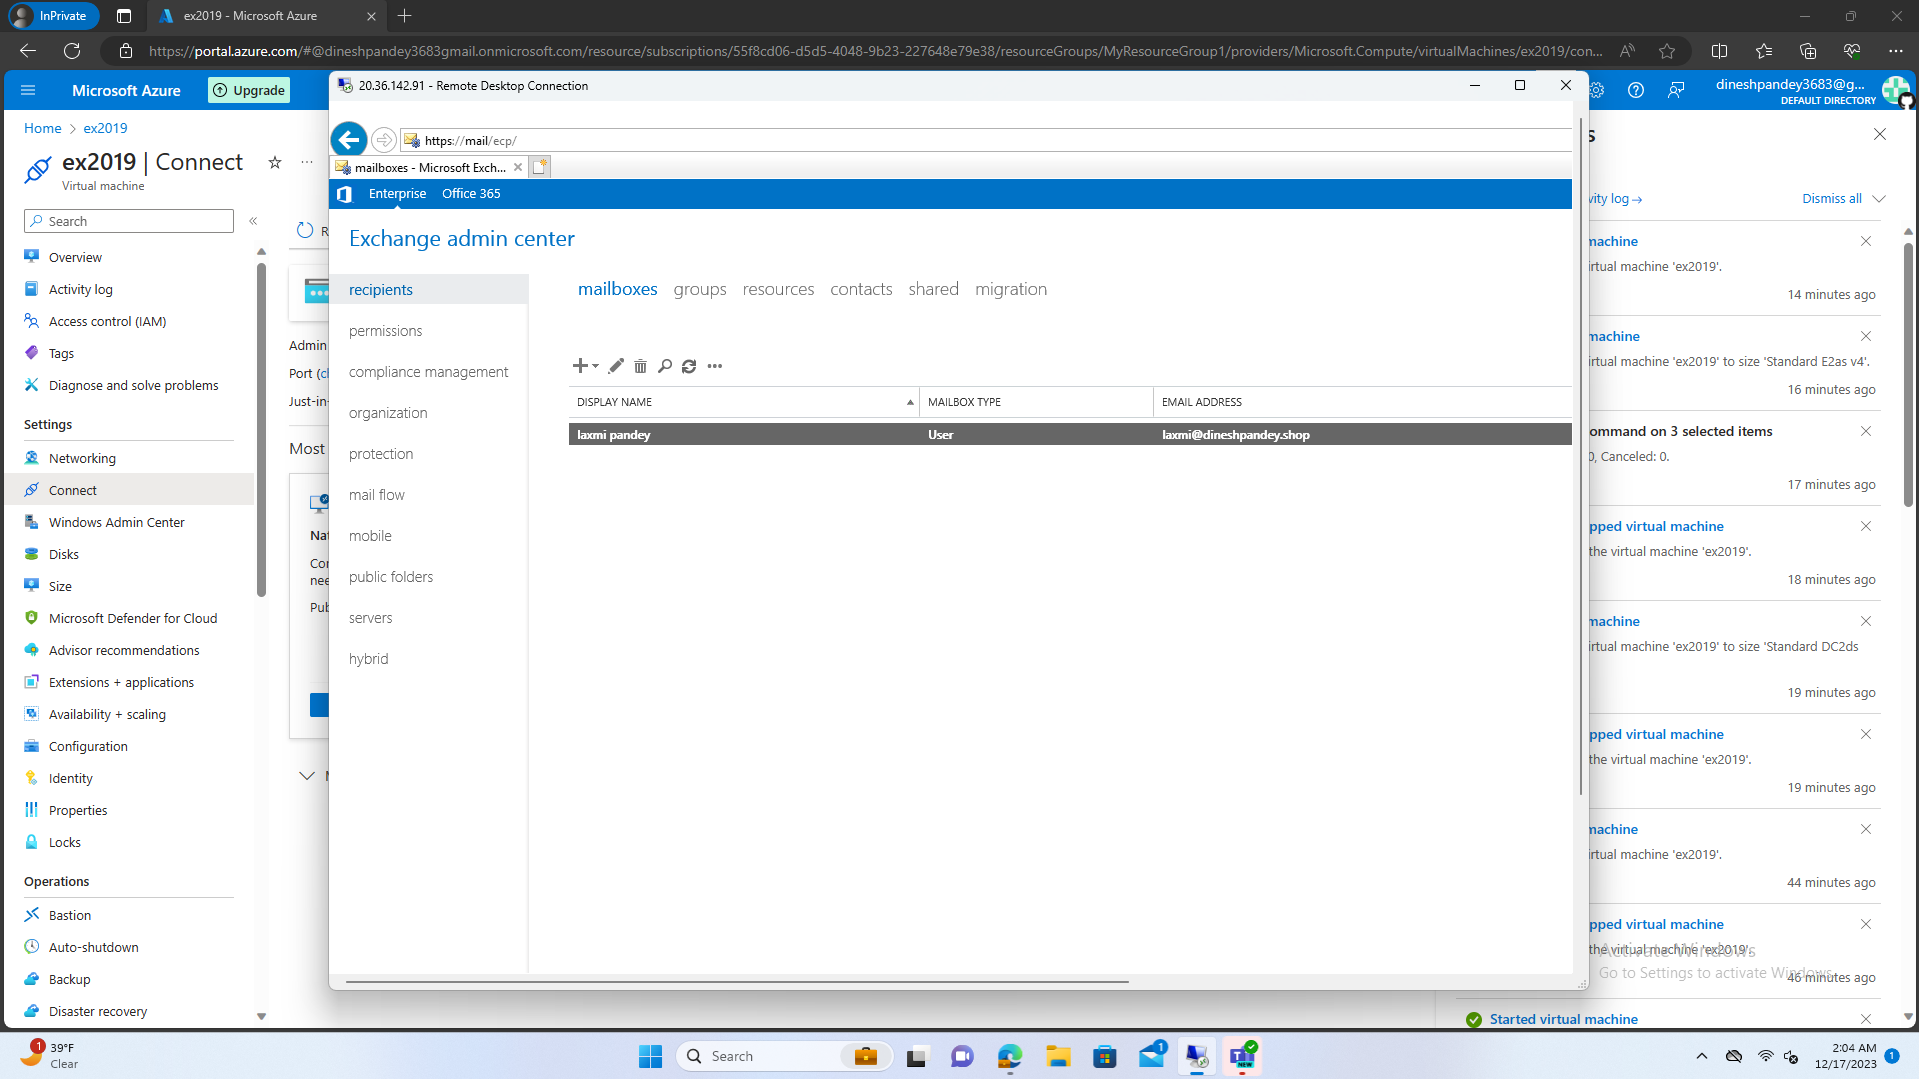 InPrivate
ex2019 - Microsoft Azure
https://portal.azure.com/#@dineshpandey3683gmail.onmicrosoft.com/resource/subscriptions/55f8cd06-d5d5-4048-9b23-227648e79e38/resourceGroups/MyResourceGroup1/providers/Microsoft.Compute/virtualMachines/ex2019/con...
Microsoft Azure
Upgrade
dineshpandey3683@g...
DEFAULT DIRECTORY
Home > ex2019
ex2019 | Connect
Virtual machine
Search
Overview
Activity log
Access control (IAM)
Tags
Diagnose and solve problems
Settings
Networking
Connect
Windows Admin Center
Disks
Size
Microsoft Defender for Cloud
Advisor recommendations
Extensions + applications
Availability + scaling
Configuration
Identity
Properties
Locks
Operations
Bastion
Auto-shutdown
Backup
Disaster recovery
R
Admin
Port (c
Just-in-
Most
Nat
Cor
nee
Pub
20.36.142.91 - Remote Desktop Connection
https://mail/ecp/
mailboxes - Microsoft Exch...
Enterprise Office 365
Exchange admin center
recipients
permissions
compliance management
organization
protection
mail flow
mobile
public folders
servers
hybrid
mailboxes groups resources contacts shared migration
DISPLAY NAME MAILBOX TYPE EMAIL ADDRESS
laxmi pandey User laxmi@dineshpandey.shop
s
vity log →
Dismiss all
nachine
irtual machine 'ex2019'.
14 minutes ago
nachine
irtual machine 'ex2019' to size 'Standard E2as v4'.
16 minutes ago
ommand on 3 selected items
0, Canceled: 0.
17 minutes ago
pped virtual machine
the virtual machine 'ex2019'.
18 minutes ago
nachine
irtual machine 'ex2019' to size 'Standard DC2ds
19 minutes ago
pped virtual machine
the virtual machine 'ex2019'.
19 minutes ago
nachine
irtual machine 'ex2019'.
44 minutes ago
pped virtual machine
the virtual machine 'ex2019'.
46 minutes ago
Activate Windows
Go to Settings to activate Windows.
Started virtual machine
1
39°F
Clear
Search
1
NEW
2:04 AM
12/17/2023
1